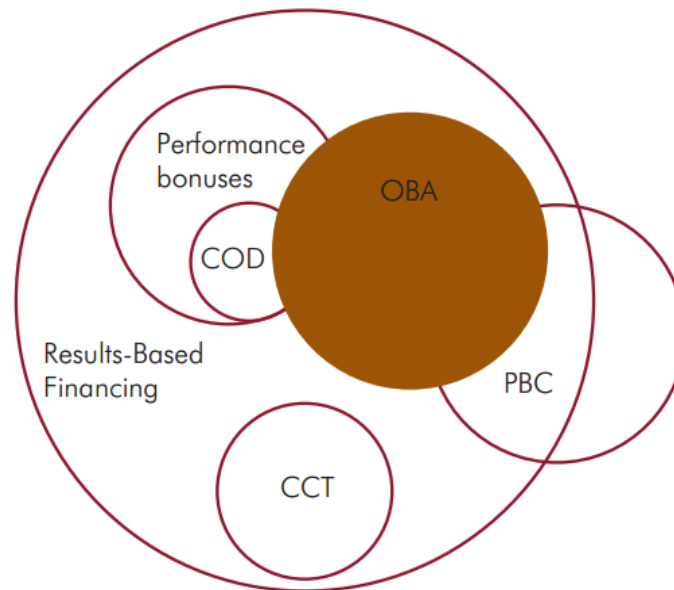 Performance
bonuses
OBA
COD
Results-Based
Financing
PBC
CCT